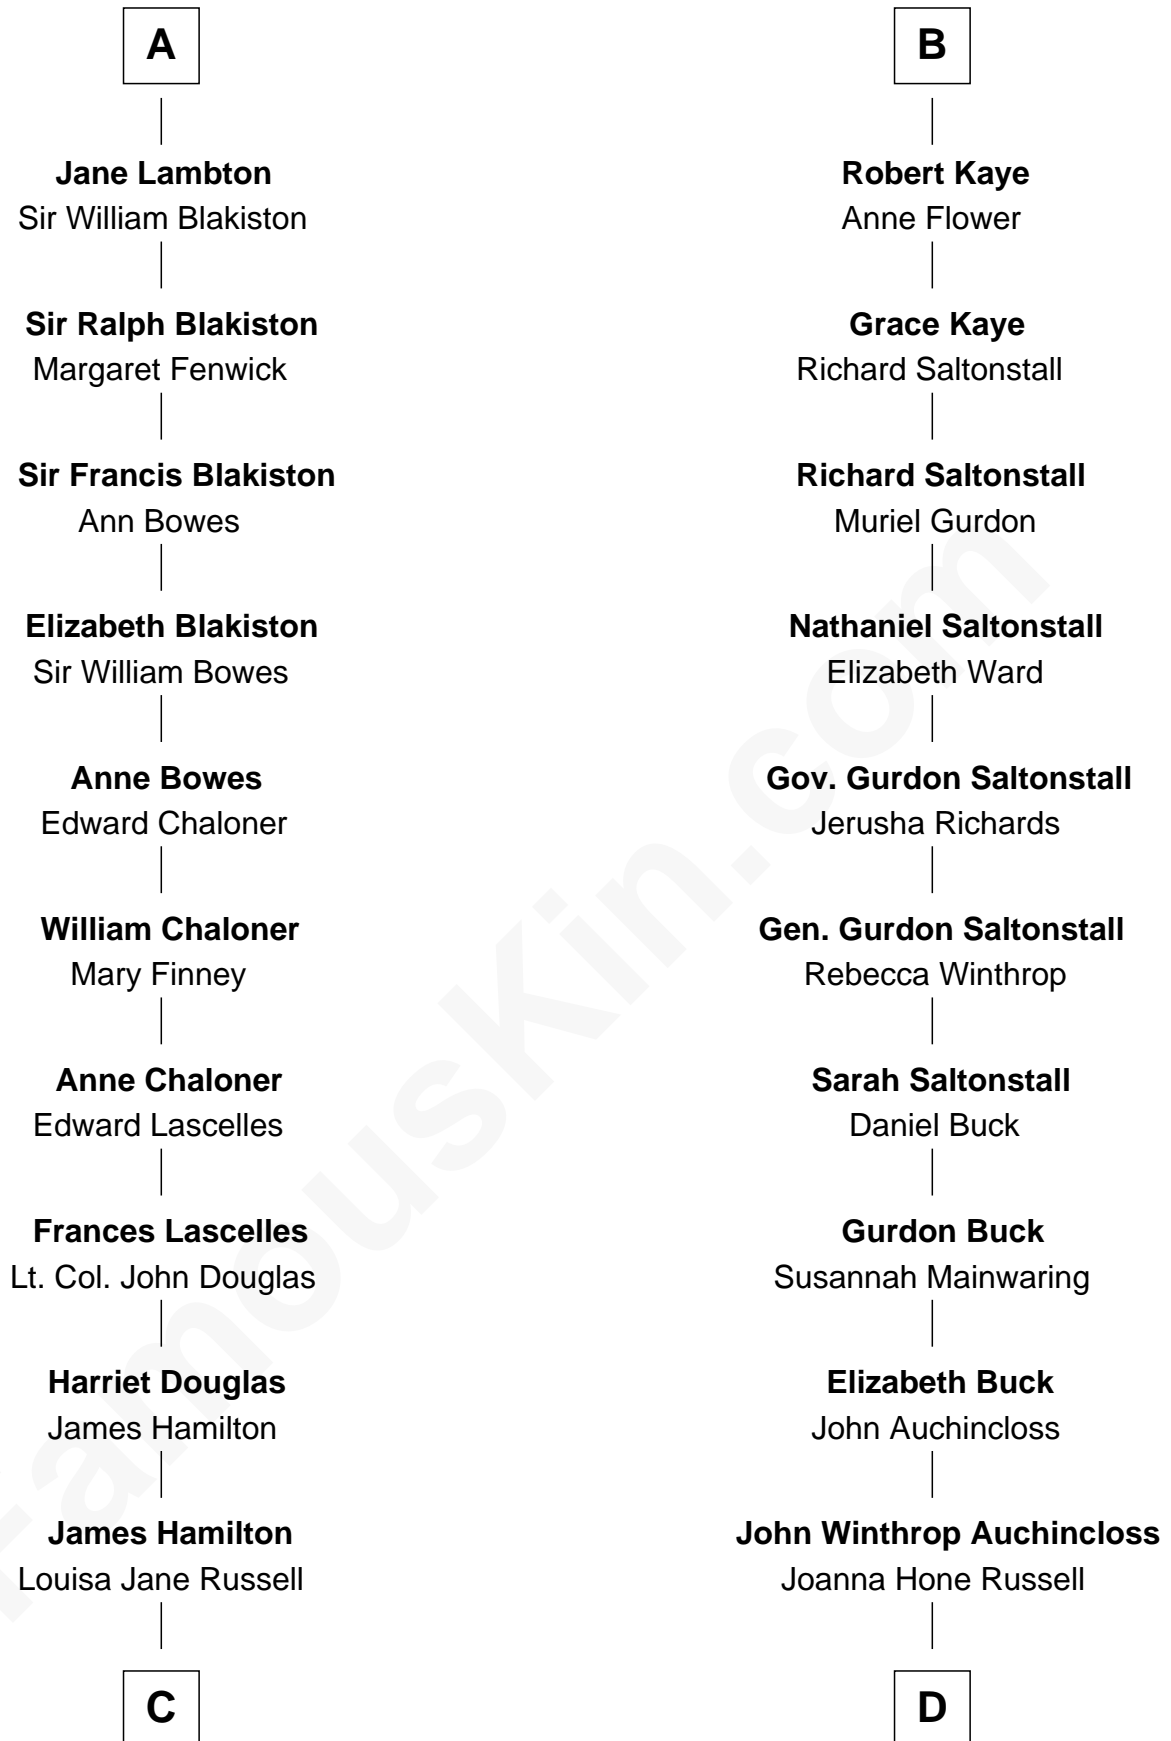 A
Jane Lambton
Sir William Blakiston
Sir Ralph Blakiston
Margaret Fenwick
Sir Francis Blakiston
Ann Bowes
Elizabeth Blakiston
Sir William Bowes
Anne Bowes
Edward Chaloner
William Chaloner
Mary Finney
Anne Chaloner
Edward Lascelles
Frances Lascelles
Lt. Col. John Douglas
Harriet Douglas
James Hamilton
James Hamilton
Louisa Jane Russell
C
B
Robert Kaye
Anne Flower
Grace Kaye
Richard Saltonstall
Richard Saltonstall
Muriel Gurdon
Nathaniel Saltonstall
Elizabeth Ward
Gov. Gurdon Saltonstall
Jerusha Richards
Gen. Gurdon Saltonstall
Rebecca Winthrop
Sarah Saltonstall
Daniel Buck
Gurdon Buck
Susannah Mainwaring
Elizabeth Buck
John Auchincloss
John Winthrop Auchincloss
Joanna Hone Russell
D
FamousKin.com